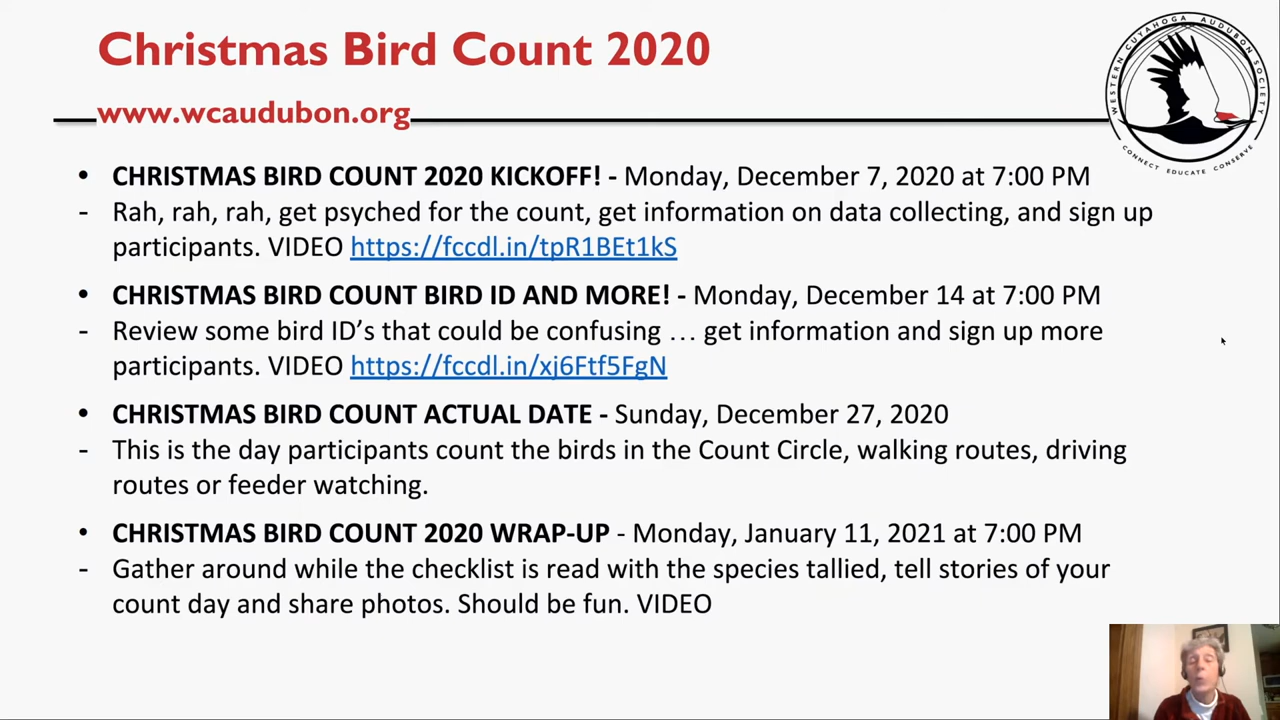 Christmas Bird Count 2020
www.wcaudubon.org
WESTERN CUYAHOGA AUDUBON SOCIETY
CONNECT EDUCATE CONSERVE
• CHRISTMAS BIRD COUNT 2020 KICKOFF! - Monday, December 7, 2020 at 7:00 PM
- Rah, rah, rah, get psyched for the count, get information on data collecting, and sign up
participants. VIDEO https://fccdl.in/tpR1BEt1kS
• CHRISTMAS BIRD COUNT BIRD ID AND MORE! - Monday, December 14 at 7:00 PM
- Review some bird ID’s that could be confusing … get information and sign up more
participants. VIDEO https://fccdl.in/xj6Ftf5FgN
• CHRISTMAS BIRD COUNT ACTUAL DATE - Sunday, December 27, 2020
- This is the day participants count the birds in the Count Circle, walking routes, driving
routes or feeder watching.
• CHRISTMAS BIRD COUNT 2020 WRAP-UP - Monday, January 11, 2021 at 7:00 PM
- Gather around while the checklist is read with the species tallied, tell stories of your
count day and share photos. Should be fun. VIDEO